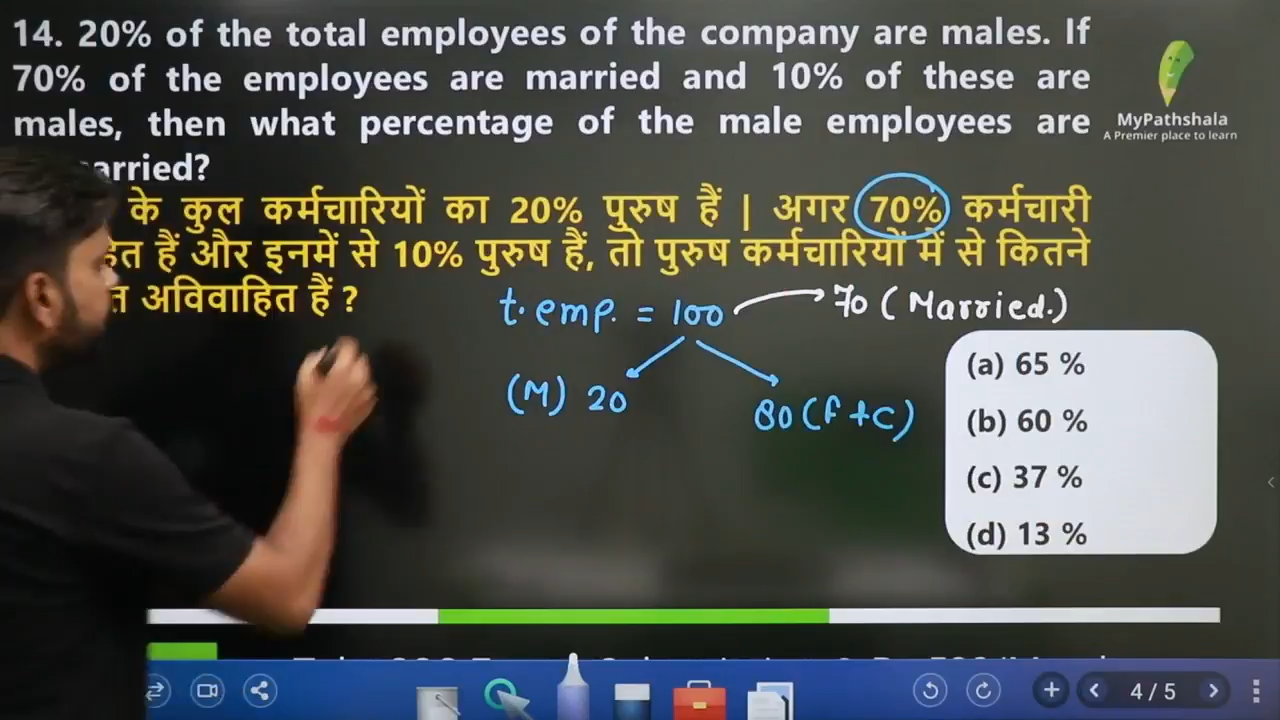 14. 20% of the total employees of the company are males. If
70% of the employees are married and 10% of these are
males, then what percentage of the male employees are
arried?
के कुल कर्मचारियों का 20% पुरुष हैं | अगर 70% कर्मचारी
हैं और इनमें से 10% पुरुष हैं, तो पुरुष कर्मचारियों में से कितने
अविवाहित हैं ?
t. emp. = 100
70 (Married.)
(M) 20
80 (F + C)
(a) 65 %
(b) 60 %
(c) 37 %
(d) 13 %
MyPathshala
A Premier place to learn
4 / 5